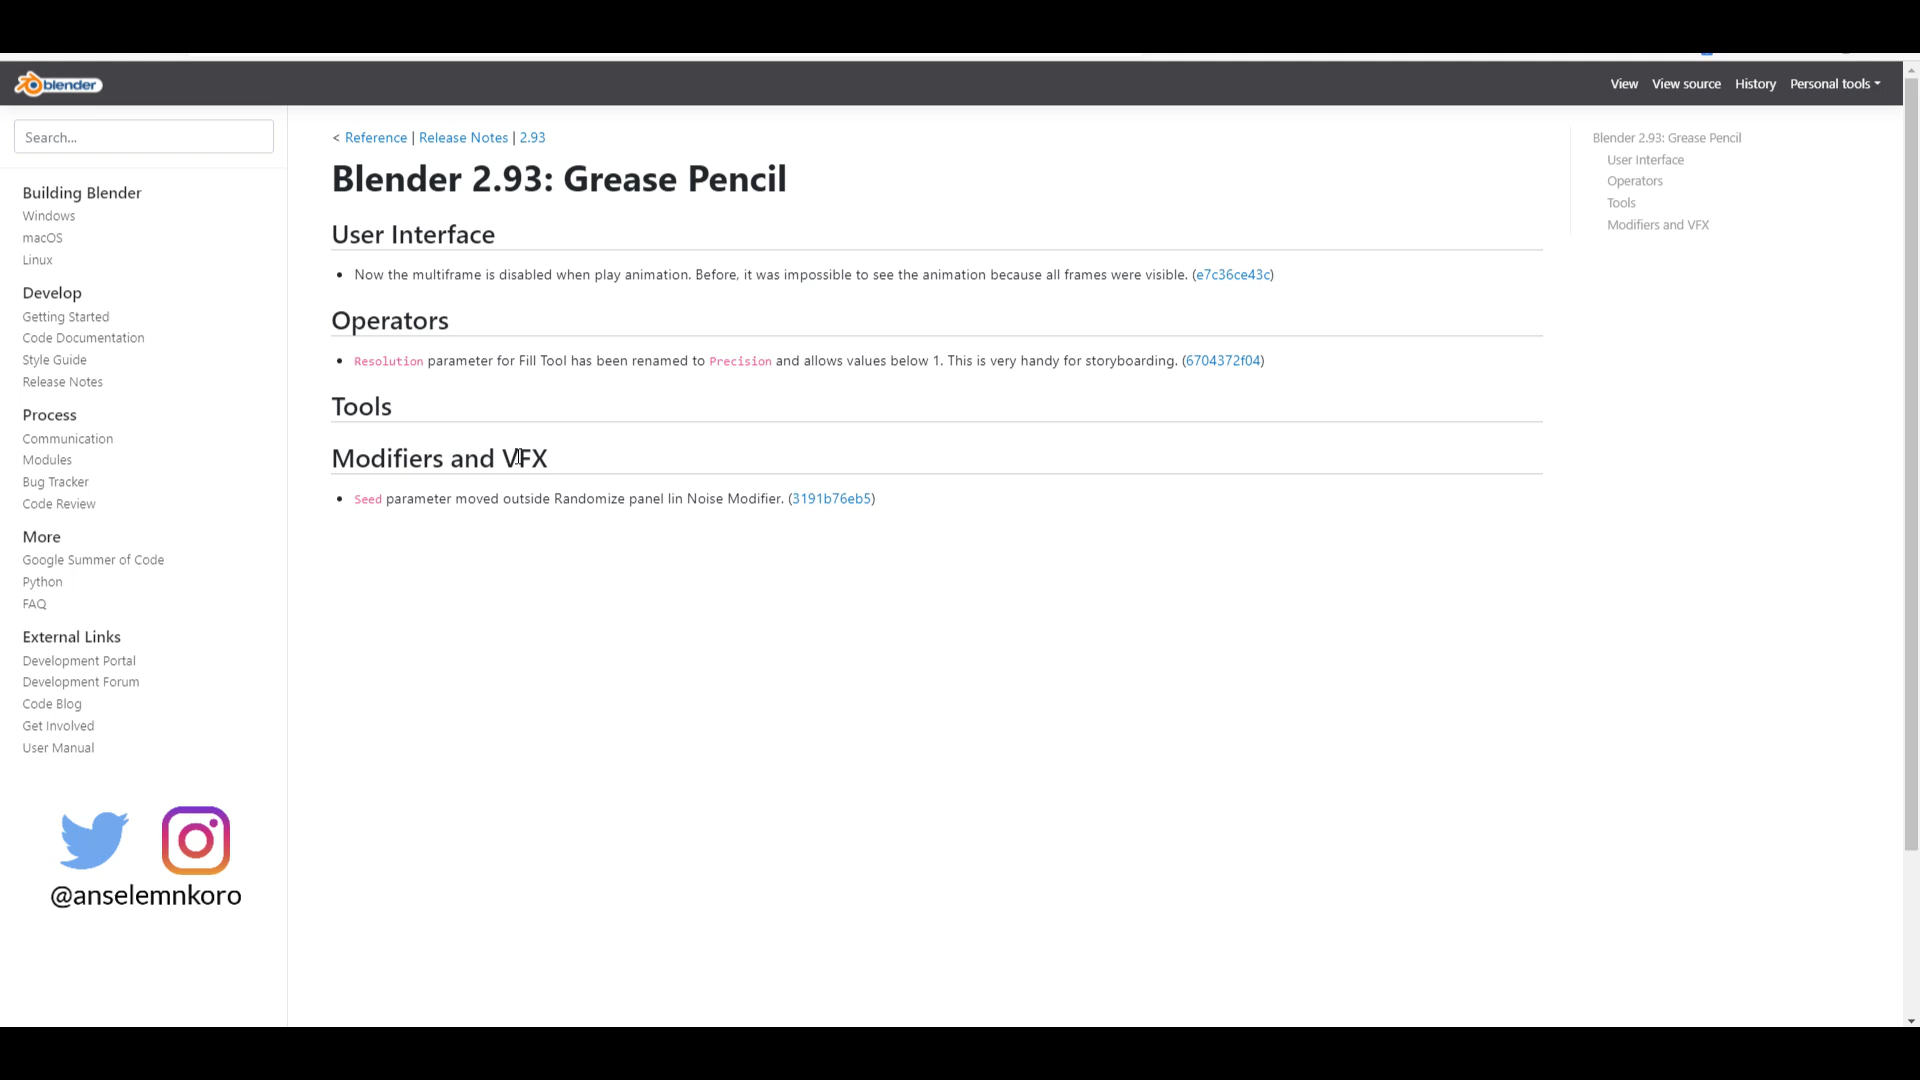 blender
View View source History Personal tools
Search...
Building Blender
Windows
macOS
Linux
Develop
Getting Started
Code Documentation
Style Guide
Release Notes
Process
Communication
Modules
Bug Tracker
Code Review
More
Google Summer of Code
Python
FAQ
External Links
Development Portal
Development Forum
Code Blog
Get Involved
User Manual
@anselemnkoro
< Reference | Release Notes | 2.93
Blender 2.93: Grease Pencil
User Interface
• Now the multiframe is disabled when play animation. Before, it was impossible to see the animation because all frames were visible. (e7c36ce43c)
Operators
• Resolution parameter for Fill Tool has been renamed to Precision and allows values below 1. This is very handy for storyboarding. (6704372f04)
Tools
Modifiers and VFX
• Seed parameter moved outside Randomize panel lin Noise Modifier. (3191b76eb5)
Blender 2.93: Grease Pencil
User Interface
Operators
Tools
Modifiers and VFX